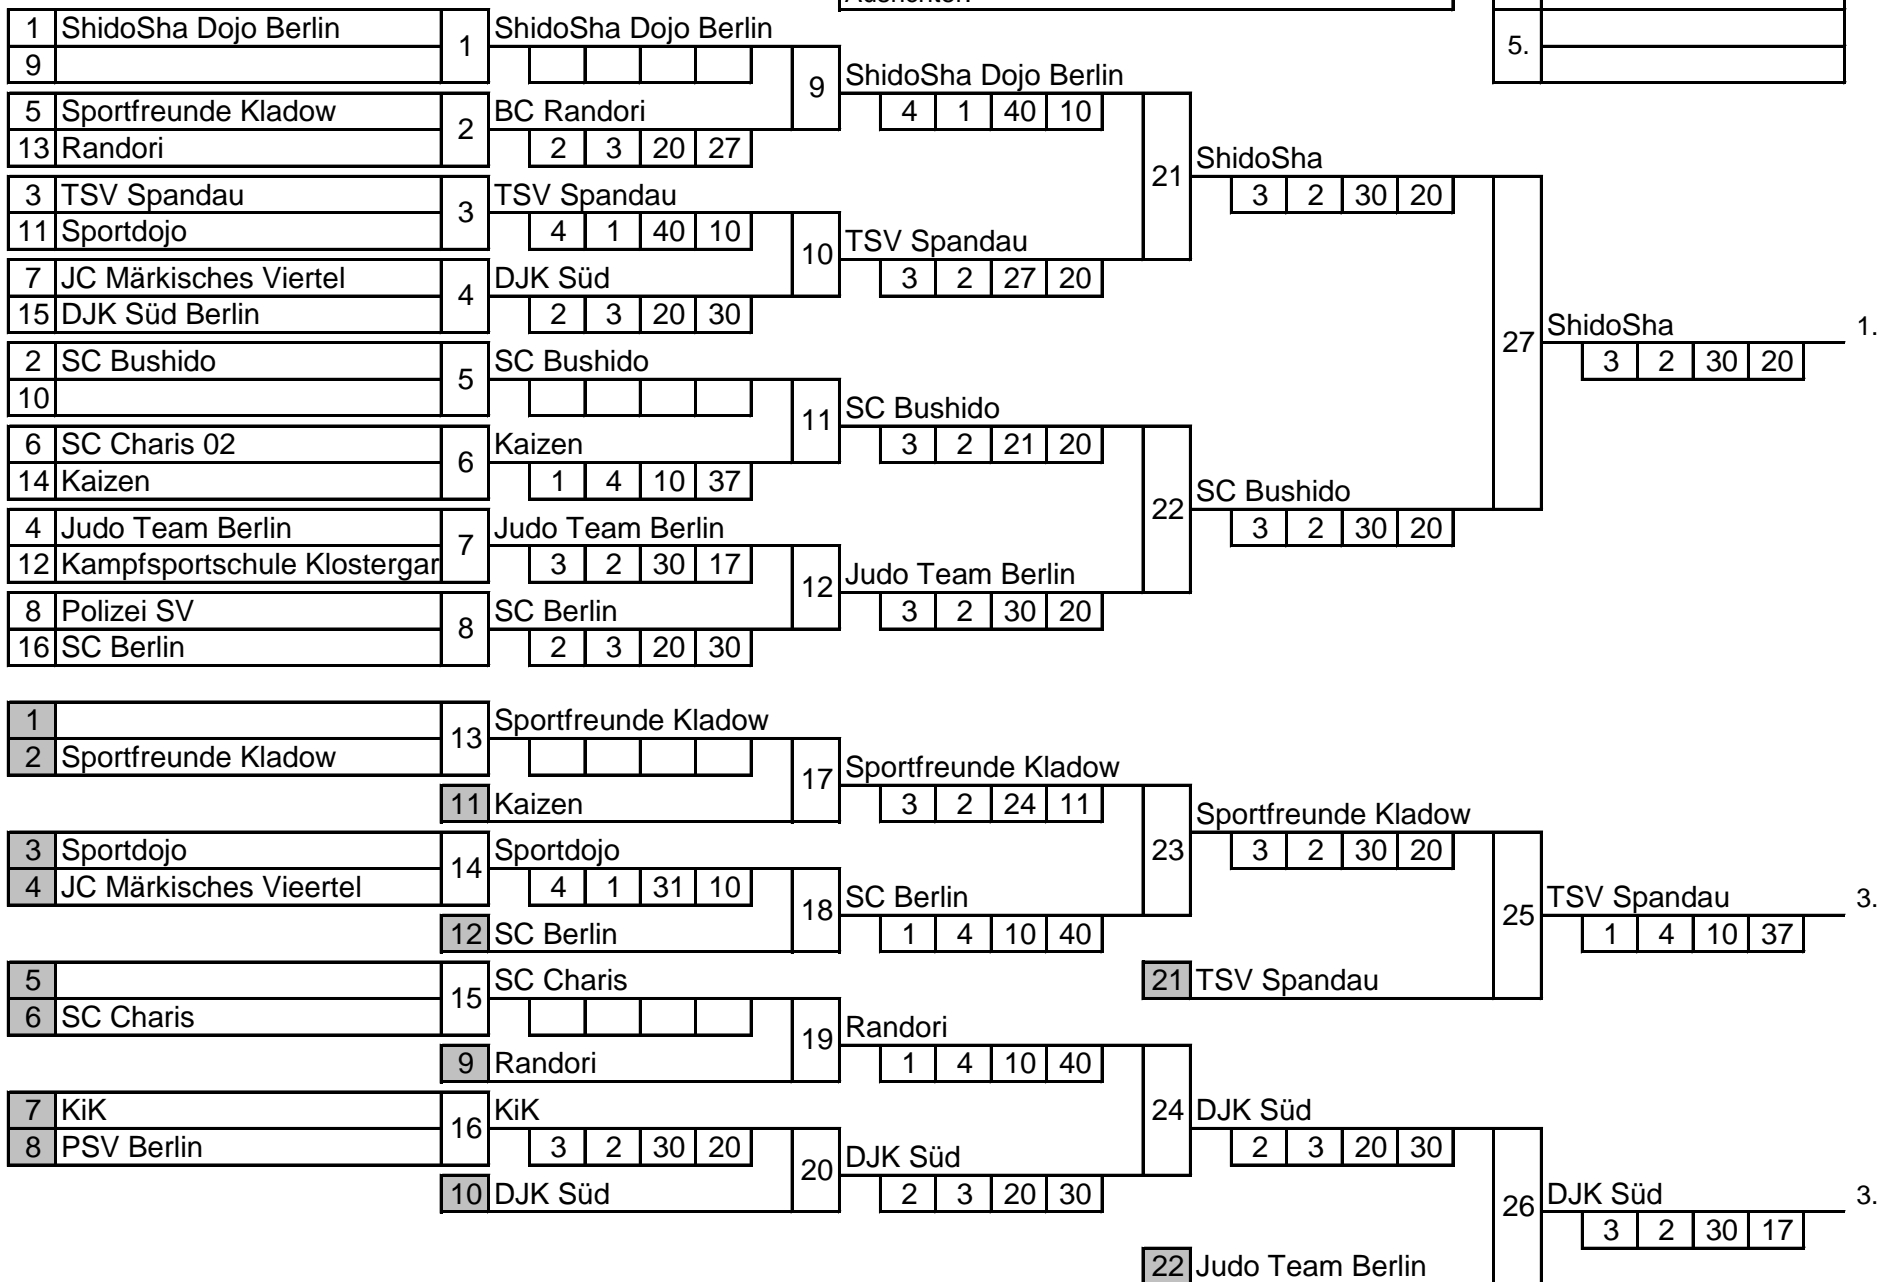 1 ShidoSha Dojo Berlin 1 ShidoSha Dojo Berlin
5.
9
9 ShidoSha Dojo Berlin
4 1 40 10
5 Sportfreunde Kladow 2 BC Randori
13 Randori 2 3 20 27
21 ShidoSha
3 2 30 20
3 TSV Spandau 3 TSV Spandau
11 Sportdojo 4 1 40 10
10 TSV Spandau
3 2 27 20
7 JC Märkisches Viertel 4 DJK Süd
15 DJK Süd Berlin 2 3 20 30
27 ShidoSha 1.
3 2 30 20
2 SC Bushido 5 SC Bushido
10
11 SC Bushido
3 2 21 20
6 SC Charis 02 6 Kaizen
14 Kaizen 1 4 10 37
22 SC Bushido
3 2 30 20
4 Judo Team Berlin 7 Judo Team Berlin
12 Kampfsportschule Klostergar 3 2 30 17
12 Judo Team Berlin
3 2 30 20
8 Polizei SV 8 SC Berlin
16 SC Berlin 2 3 20 30
1 13 Sportfreunde Kladow
2 Sportfreunde Kladow
17 Sportfreunde Kladow
11 Kaizen 3 2 24 11
23 Sportfreunde Kladow
3 2 30 20
3 Sportdojo 14 Sportdojo
4 JC Märkisches Vieertel 4 1 31 10
18 SC Berlin
12 SC Berlin 1 4 10 40
25 TSV Spandau 3.
1 4 10 37
5 15 SC Charis
21 TSV Spandau
6 SC Charis
19 Randori
9 Randori 1 4 10 40
7 KiK 16 KiK
24 DJK Süd
8 PSV Berlin 3 2 30 20
2 3 20 30
20 DJK Süd
10 DJK Süd 2 3 20 30
26 DJK Süd 3.
3 2 30 17
22 Judo Team Berlin